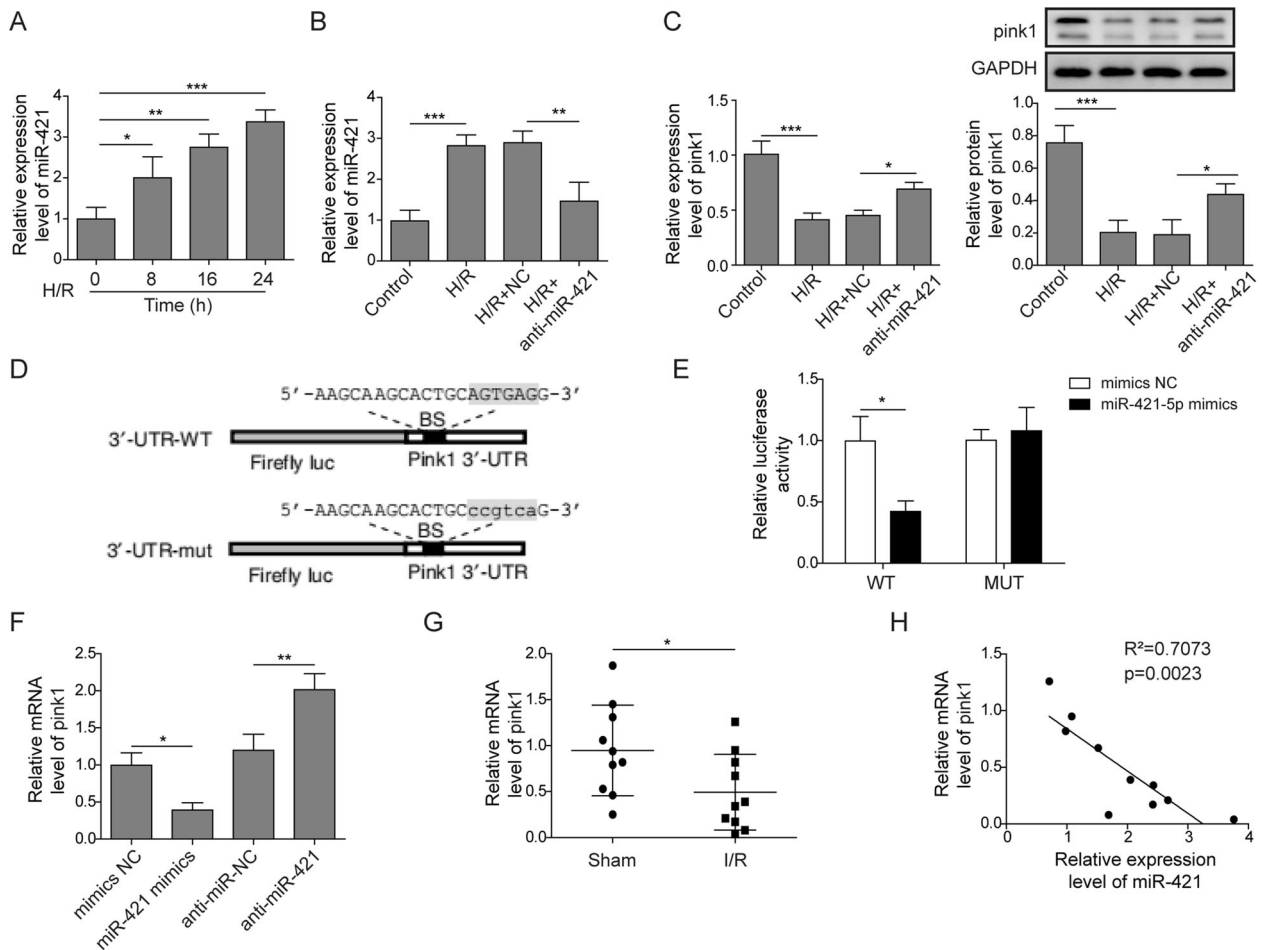 A
Relative expression
level of miR-421
4
3
2
1
0
*
**
***
0 8 16 24
H/R
Time (h)
B
Relative expression
level of miR-421
4
3
2
1
0
***
**
Control
H/R
H/R+NC
H/R+
anti-miR-421
C
Relative expression
level of pink1
1.5
1.0
0.5
0.0
***
*
Control
H/R
H/R+NC
H/R+
anti-miR-421
pink1
GAPDH
Relative protein
level of pink1
1.0
0.8
0.6
0.4
0.2
0.0
***
*
Control
H/R
H/R+NC
H/R+
anti-miR-421
D
5′-AAGCAAGCACTGCAGTGAGG-3′
BS
3′-UTR-WT
Firefly luc
Pink1 3′-UTR
5′-AAGCAAGCACTGCccgtcaG-3′
BS
3′-UTR-mut
Firefly luc
Pink1 3′-UTR
E
Relative luciferase
activity
1.5
1.0
0.5
0.0
*
mimics NC
miR-421-5p mimics
WT
MUT
F
Relative mRNA
level of pink1
2.5
2.0
1.5
1.0
0.5
0.0
*
**
mimics NC
miR-421 mimics
anti-miR-NC
anti-miR-421
G
Relative mRNA
level of pink1
2.0
1.5
1.0
0.5
0.0
*
Sham
I/R
H
R²=0.7073
p=0.0023
Relative mRNA
level of pink1
1.5
1.0
0.5
0.0
0 1 2 3 4
Relative expression
level of miR-421